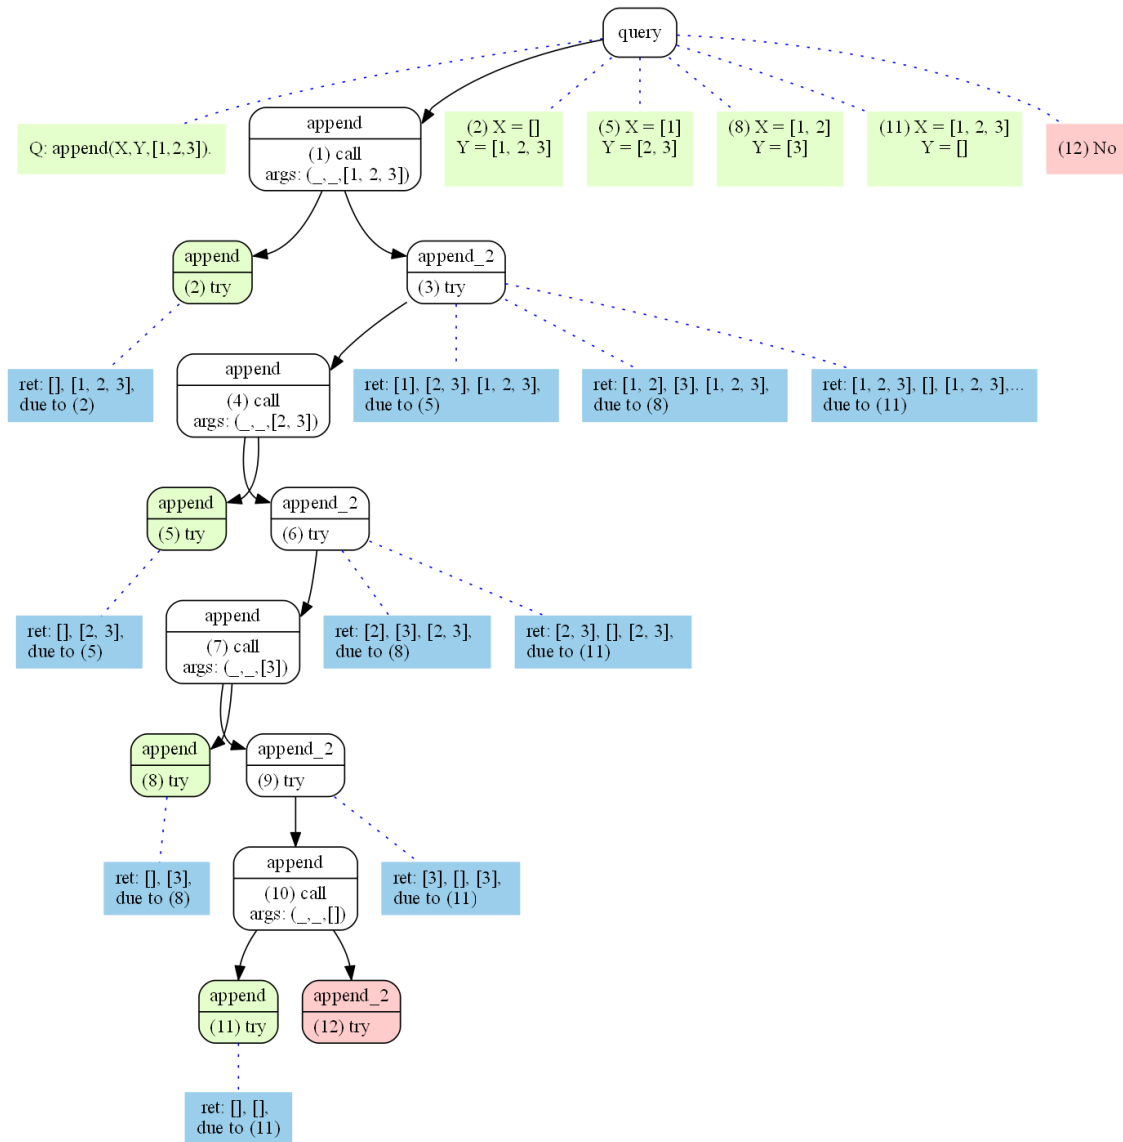 query
Q: append(X,Y,[1,2,3]).
append
(1) call
args: (_,_,[1, 2, 3])
(2) X = []
Y = [1, 2, 3]
(5) X = [1]
Y = [2, 3]
(8) X = [1, 2]
Y = [3]
(11) X = [1, 2, 3]
Y = []
(12) No
append
(2) try
append_2
(3) try
ret: [], [1, 2, 3],
due to (2)
append
(4) call
args: (_,_,[2, 3])
ret: [1], [2, 3], [1, 2, 3],
due to (5)
ret: [1, 2], [3], [1, 2, 3],
due to (8)
ret: [1, 2, 3], [], [1, 2, 3],...
due to (11)
append
(5) try
append_2
(6) try
ret: [], [2, 3],
due to (5)
append
(7) call
args: (_,_,[3])
ret: [2], [3], [2, 3],
due to (8)
ret: [2, 3], [], [2, 3],
due to (11)
append
(8) try
append_2
(9) try
ret: [], [3],
due to (8)
append
(10) call
args: (_,_,[])
ret: [3], [], [3],
due to (11)
append
(11) try
append_2
(12) try
ret: [], [],
due to (11)